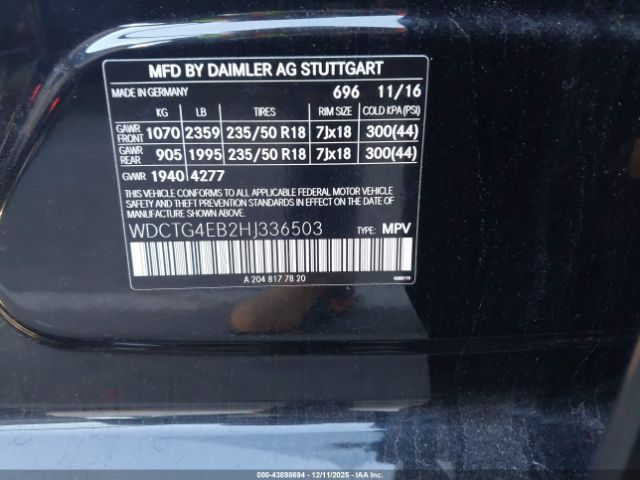 MFD BY DAIMLER AG STUTTGART
MADE IN GERMANY 696 11/16
KG LB TIRES RIM SIZE COLD KPA (PSI)
GAWR FRONT 1070 2359 235/50 R18 7Jx18 300(44)
GAWR REAR 905 1995 235/50 R18 7Jx18 300(44)
GVWR 1940 4277
THIS VEHICLE CONFORMS TO ALL APPLICABLE FEDERAL MOTOR VEHICLE
SAFETY AND THEFT PREVENTION STANDARDS IN EFFECT ON THE DATE OF
MANUFACTURE SHOWN ABOVE.
WDCTG4EB2HJ336503 TYPE: MPV
A 204 817 78 20
00-43898694 - 12/11/2025 - IAA Inc.